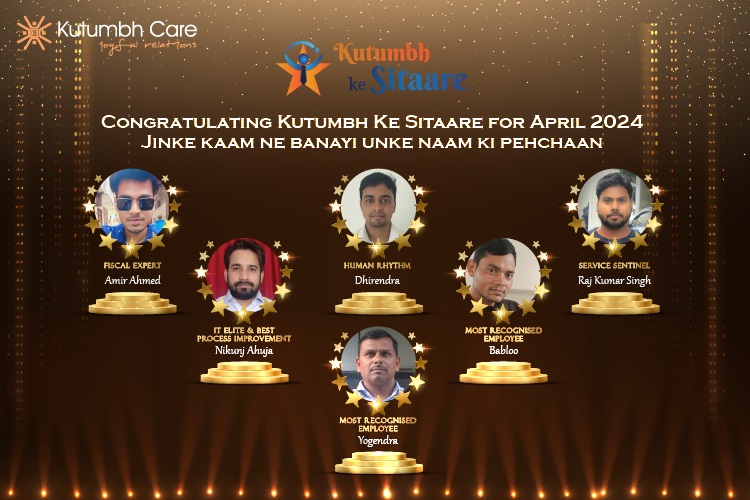 Kutumbh Care
joyful relations
Kutumbh
ke Sitaare
CONGRATULATING KUTUMBH KE SITAARE FOR APRIL 2024
JINKE KAAM NE BANAYI UNKE NAAM KI PEHCHAAN
FISCAL EXPERT
Amir Ahmed
HUMAN RHYTHM
Dhirendra
SERVICE SENTINEL
Raj Kumar Singh
IT ELITE & BEST
PROCESS IMPROVEMENT
Nikunj Ahuja
MOST RECOGNISED
EMPLOYEE
Babloo
MOST RECOGNISED
EMPLOYEE
Yogendra